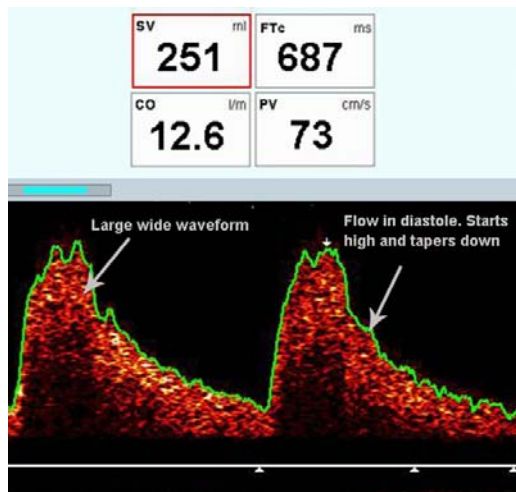 SV ml FTc ms
251 687
CO l/m PV cm/s
12.6 73
Large wide waveform
Flow in diastole. Starts
high and tapers down